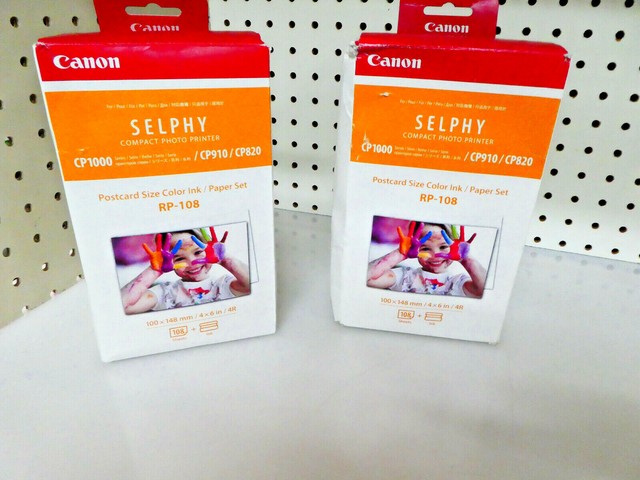 Canon
Canon
SELPHY
COMPACT PHOTO PRINTER
CP1000 / CP910 / CP820
Postcard Size Color Ink / Paper Set
RP-108
100 × 148 mm / 4 × 6 in / 4R
108
+
Canon
Canon
SELPHY
COMPACT PHOTO PRINTER
CP1000 / CP910 / CP820
Postcard Size Color Ink / Paper Set
RP-108
100 × 148 mm / 4 × 6 in / 4R
108
+